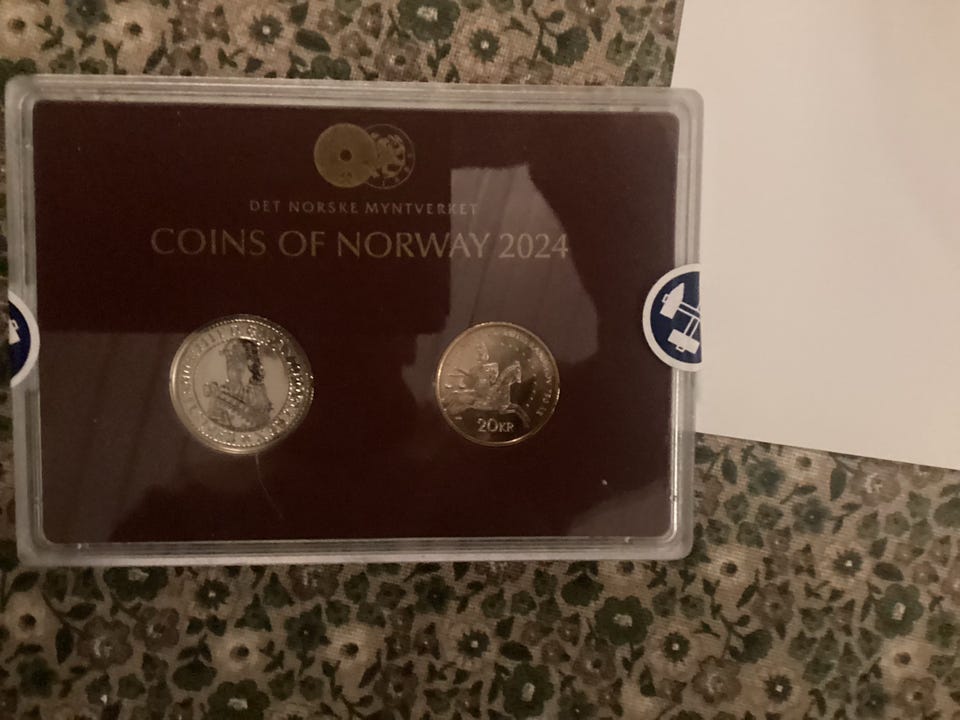 DET NORSKE MYNTVERKET
COINS OF NORWAY 2024
20KR